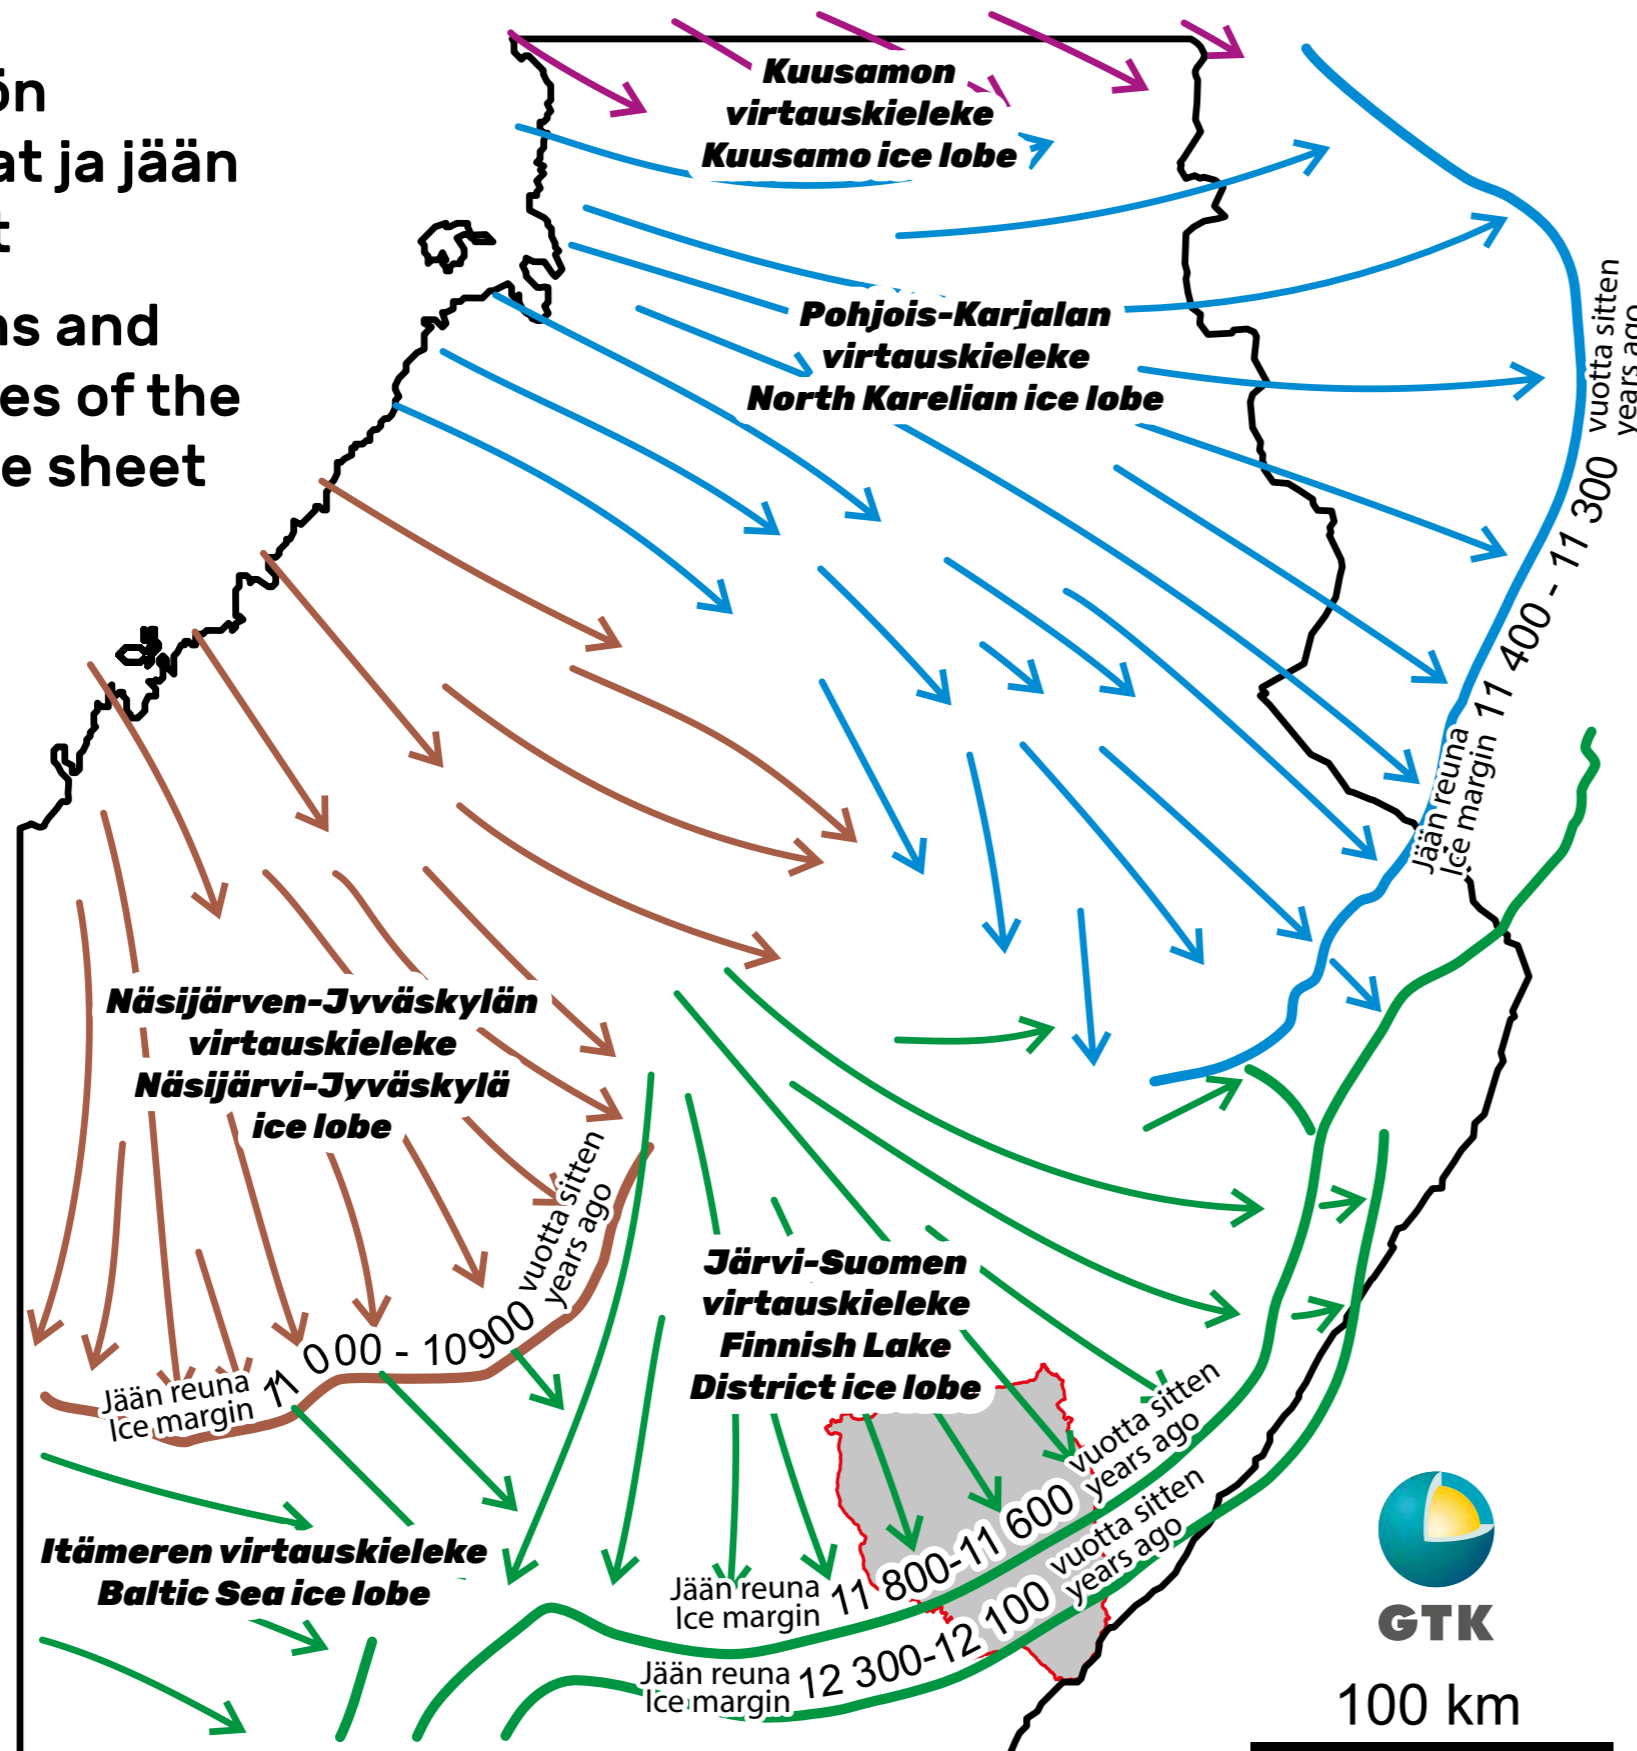 ön
at ja jään
t
ns and
es of the
e sheet
Kuusamon
virtauskieleke
Kuusamo ice lobe
Pohjois-Karjalan
virtauskieleke
North Karelian ice lobe
vuotta sitten
years ago
11 400 - 11 300
Jään reuna
Ice margin
Näsijärven-Jyväskylän
virtauskieleke
Näsijärvi-Jyväskylä
ice lobe
vuotta sitten
years ago
11 000 - 10900
Jään reuna
Ice margin
Järvi-Suomen
virtauskieleke
Finnish Lake
District ice lobe
vuotta sitten
years ago
11 800-11 600
Jään reuna
Ice margin
vuotta sitten
years ago
12 300-12 100
Jään reuna
Ice margin
Itämeren virtauskieleke
Baltic Sea ice lobe
GTK
100 km